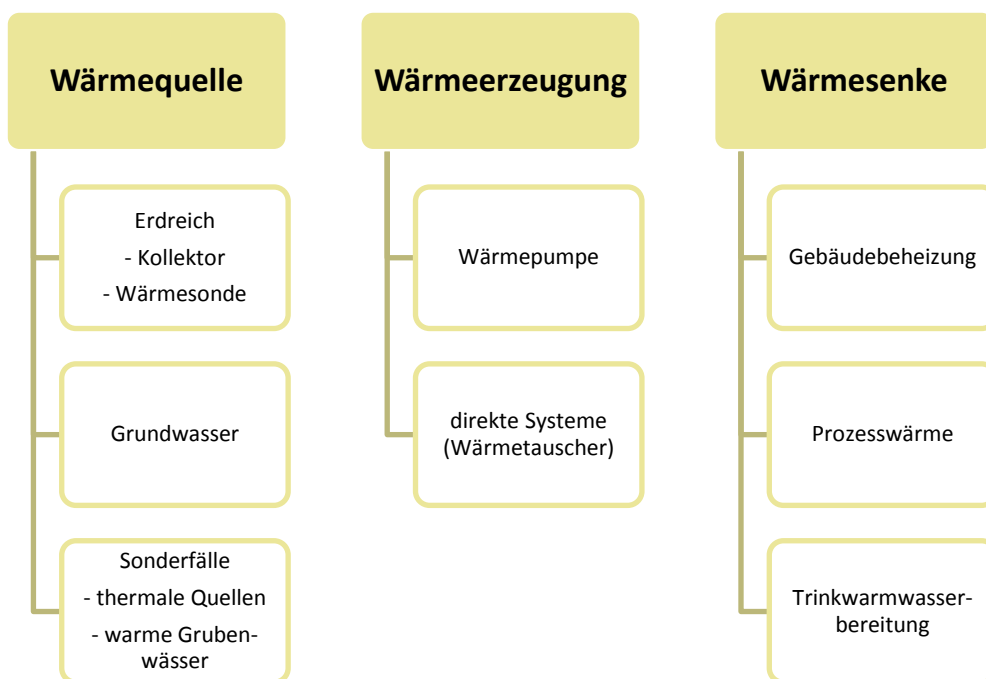 Wärmequelle
Erdreich
- Kollektor
- Wärmesonde
Grundwasser
Sonderfälle
- thermale Quellen
- warme Gruben-
wässer
Wärmeerzeugung
Wärmepumpe
direkte Systeme
(Wärmetauscher)
Wärmesenke
Gebäudebeheizung
Prozesswärme
Trinkwarmwasser-
bereitung